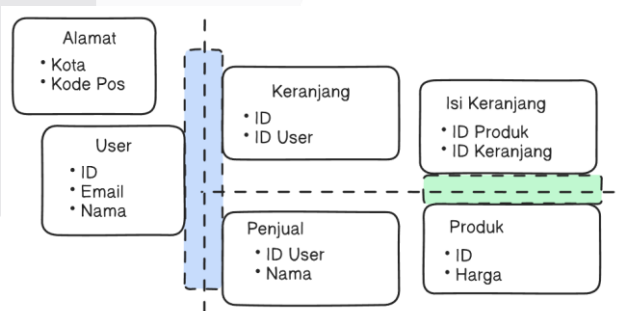 Alamat
• Kota
• Kode Pos
User
• ID
• Email
• Nama
Keranjang
• ID
• ID User
Isi Keranjang
• ID Produk
• ID Keranjang
Penjual
• ID User
• Nama
Produk
• ID
• Harga